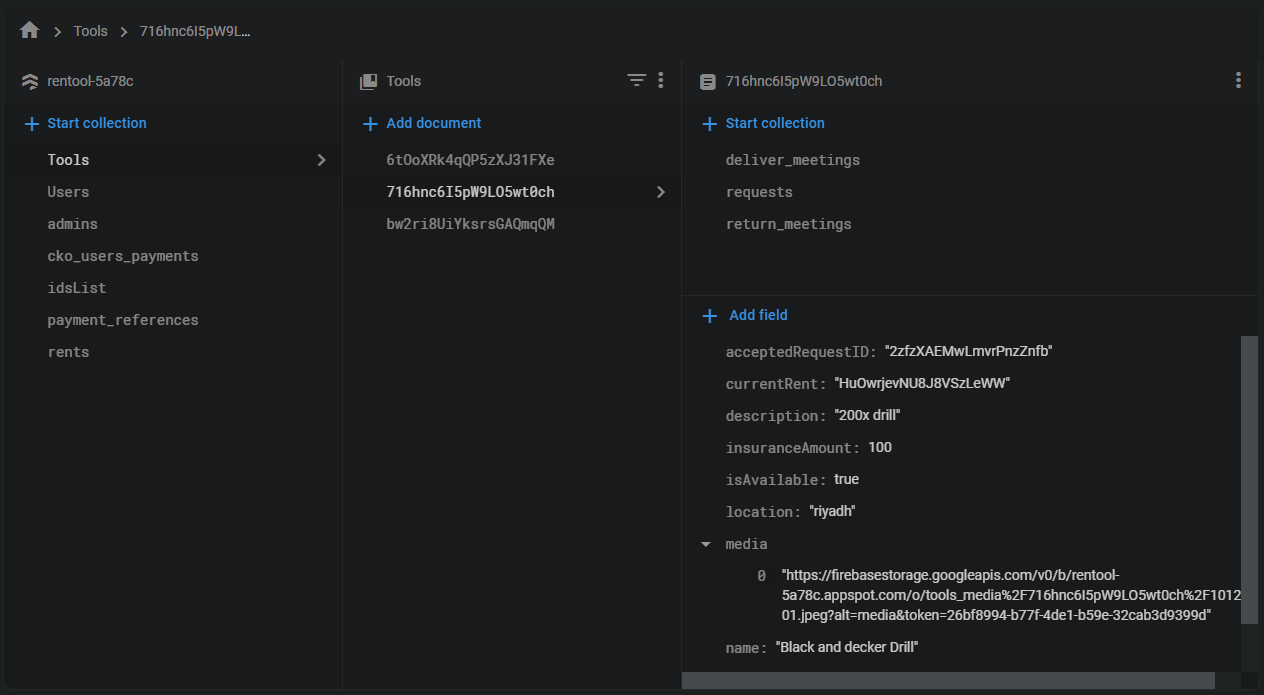 Tools
716hnc6I5pW9L...
rentool-5a78c
Start collection
Tools
Users
admins
cko_users_payments
idsList
payment_references
rents
Tools
Add document
6tOoXRk4qQP5zXJ31FXe
716hnc6I5pW9LO5wt0ch
bw2ri8UiYksrsGAQmqQM
716hnc6I5pW9LO5wt0ch
Start collection
deliver_meetings
requests
return_meetings
Add field
acceptedRequestID: "2zfzXAEMwLmvrPnzZnfb"
currentRent: "HuOwrjevNU8J8VSzLeWW"
description: "200x drill"
insuranceAmount: 100
isAvailable: true
location: "riyadh"
media
0 "https://firebasestorage.googleapis.com/v0/b/rentool-
5a78c.appspot.com/o/tools_media%2F716hnc6I5pW9LO5wt0ch%2F1012
01.jpeg?alt=media&token=26bf8994-b77f-4de1-b59e-32cab3d9399d"
name: "Black and decker Drill"